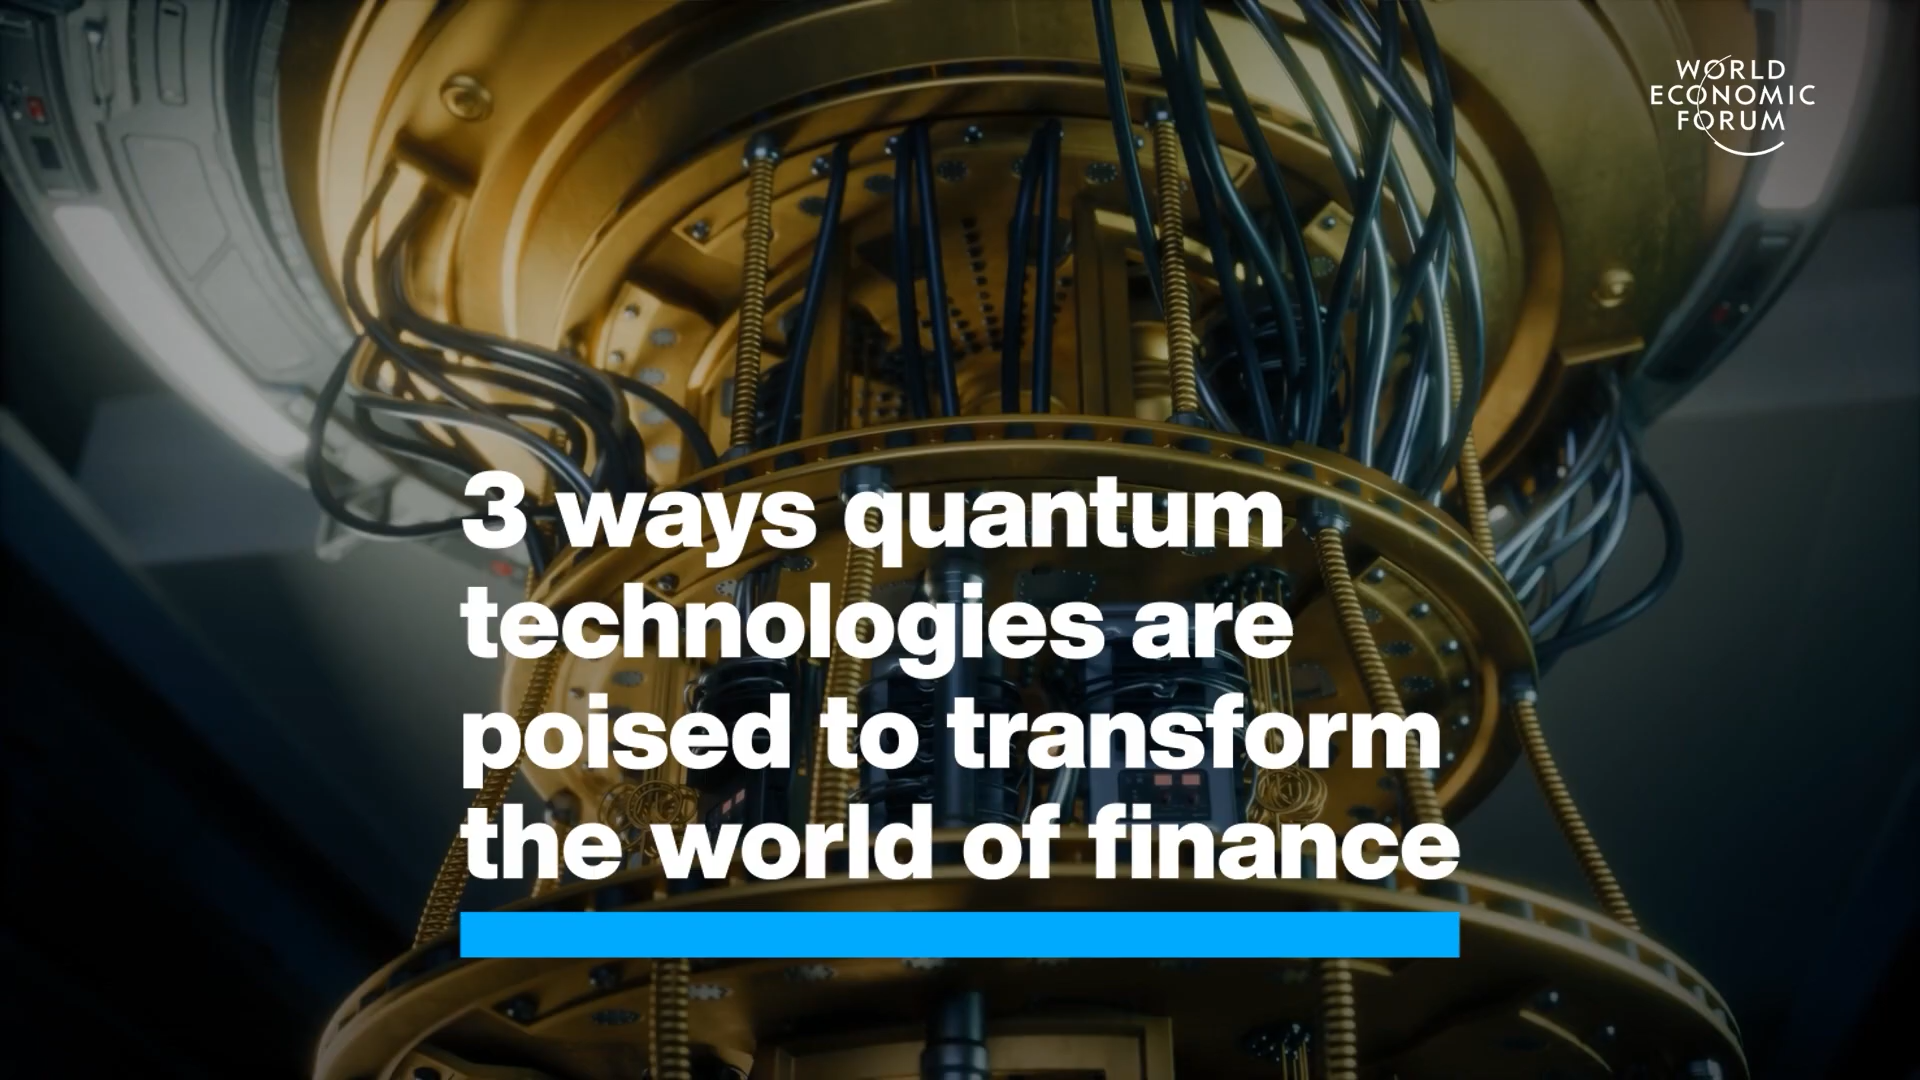 WORLD
ECONOMIC
FORUM
3 ways quantum
technologies are
poised to transform
the world of finance